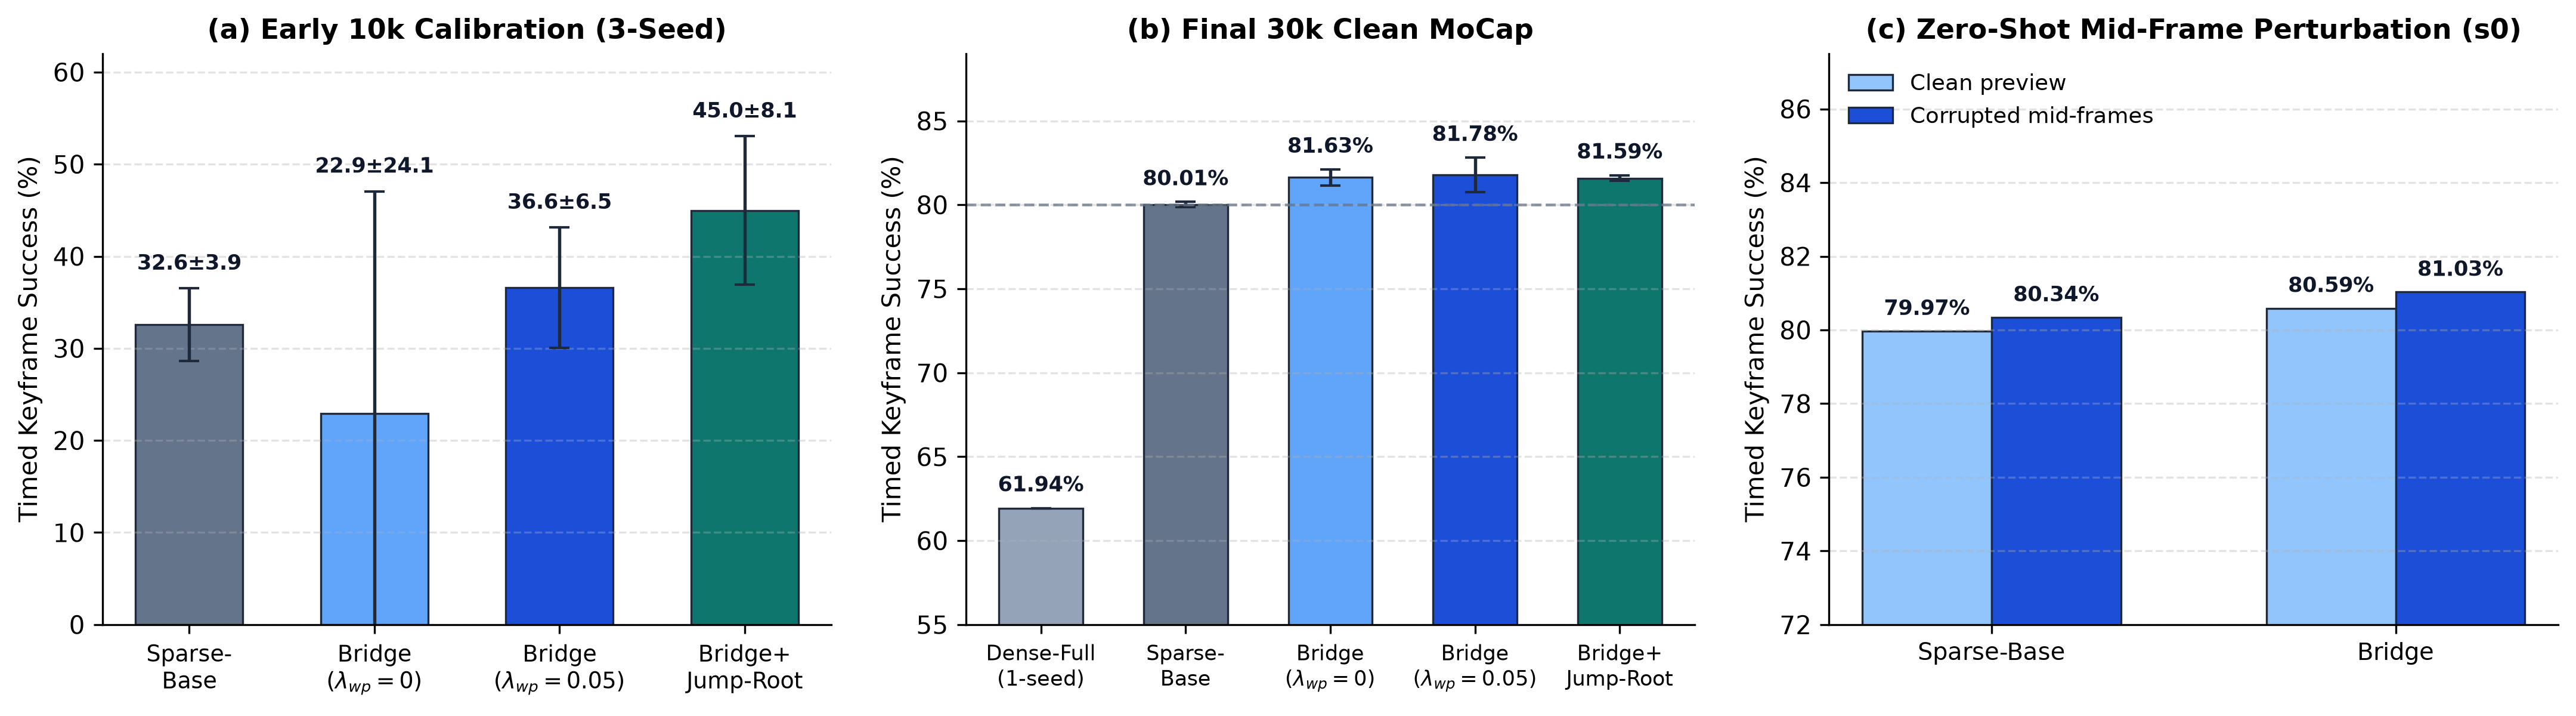 (a) Early 10k Calibration (3-Seed)
Timed Keyframe Success (%)
60
50
40
30
20
10
0
32.6±3.9
22.9±24.1
36.6±6.5
45.0±8.1
Sparse-
Base
Bridge
(λwp = 0)
Bridge
(λwp = 0.05)
Bridge+
Jump-Root
(b) Final 30k Clean MoCap
Timed Keyframe Success (%)
85
80
75
70
65
60
55
61.94%
80.01%
81.63%
81.78%
81.59%
Dense-Full
(1-seed)
Sparse-
Base
Bridge
(λwp = 0)
Bridge
(λwp = 0.05)
Bridge+
Jump-Root
(c) Zero-Shot Mid-Frame Perturbation (s0)
Clean preview
Corrupted mid-frames
Timed Keyframe Success (%)
86
84
82
80
78
76
74
72
79.97%
80.34%
80.59%
81.03%
Sparse-Base
Bridge